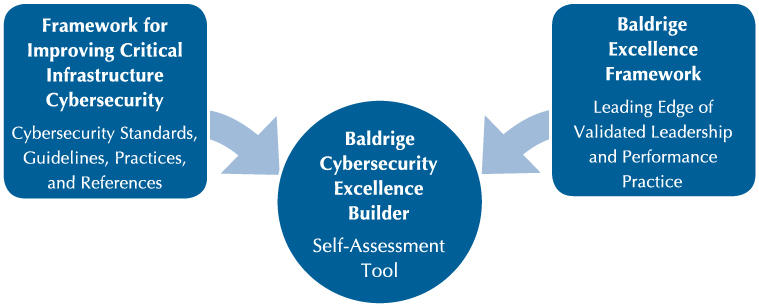 Framework for
Improving Critical
Infrastructure
Cybersecurity
Cybersecurity Standards,
Guidelines, Practices,
and References
Baldrige
Cybersecurity
Excellence
Builder
Self-Assessment
Tool
Baldrige
Excellence
Framework
Leading Edge of
Validated Leadership
and Performance
Practice